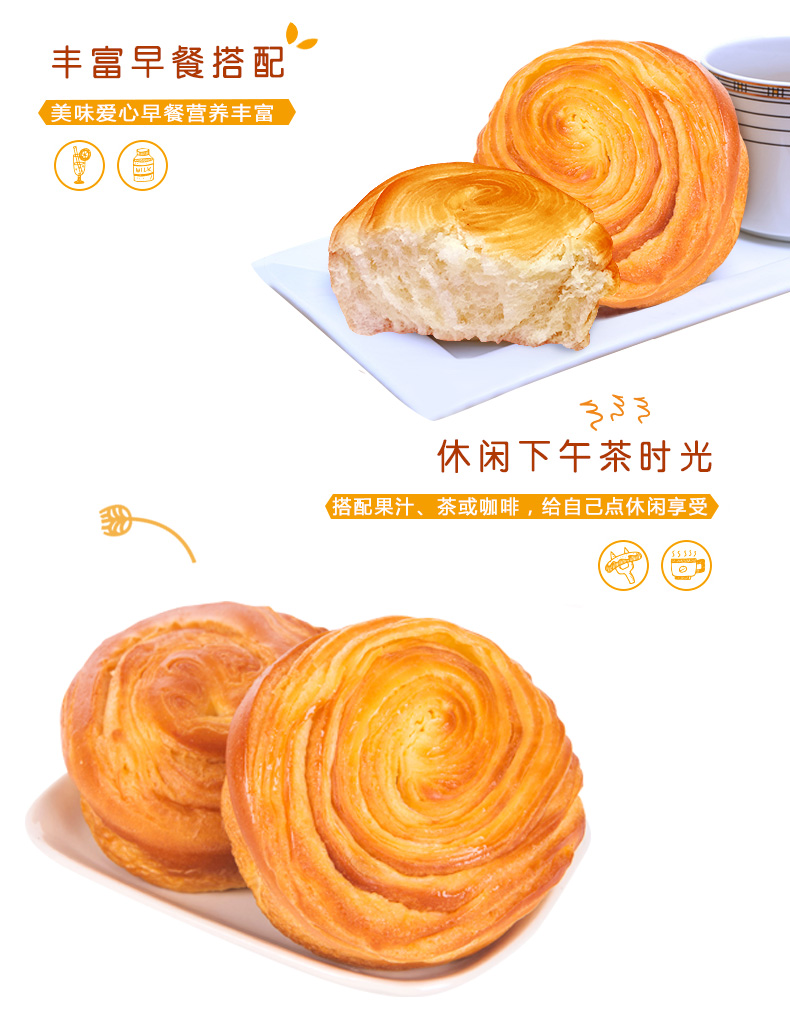 丰富早餐搭配
美味爱心早餐营养丰富
MILK
休闲下午茶时光
搭配果汁、茶或咖啡，给自己点休闲享受